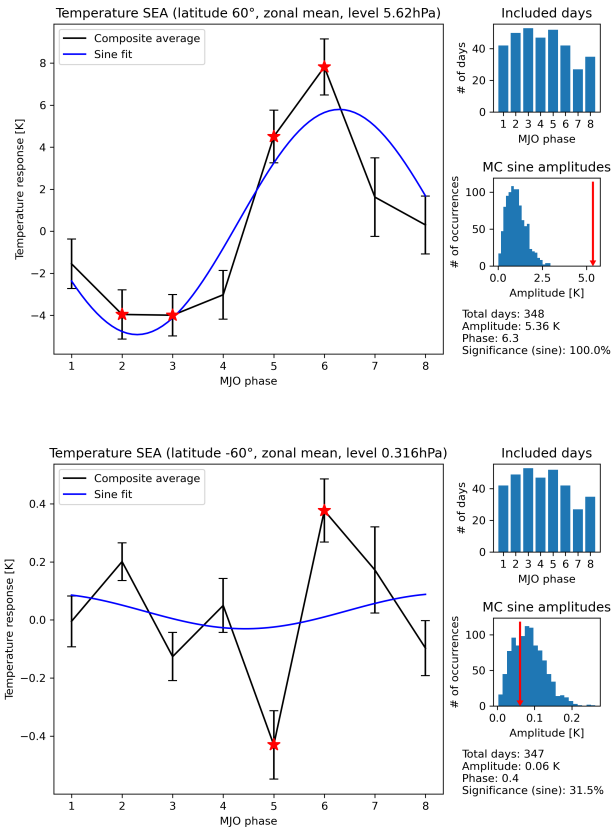 Temperature SEA (latitude 60°, zonal mean, level 5.62hPa)
Composite average
Sine fit
8
6
4
2
0
−2
−4
Temperature response [K]
1 2 3 4 5 6 7 8
MJO phase
Included days
40
20
0
# of days
1 2 3 4 5 6 7 8
MJO phase
MC sine amplitudes
100
50
0
# of occurrences
0.0 2.5 5.0
Amplitude [K]
Total days: 348
Amplitude: 5.36 K
Phase: 6.3
Significance (sine): 100.0%
Temperature SEA (latitude -60°, zonal mean, level 0.316hPa)
Composite average
Sine fit
0.4
0.2
0.0
−0.2
−0.4
Temperature response [K]
1 2 3 4 5 6 7 8
MJO phase
Included days
40
20
0
# of days
1 2 3 4 5 6 7 8
MJO phase
MC sine amplitudes
100
50
0
# of occurrences
0.0 0.1 0.2
Amplitude [K]
Total days: 347
Amplitude: 0.06 K
Phase: 0.4
Significance (sine): 31.5%